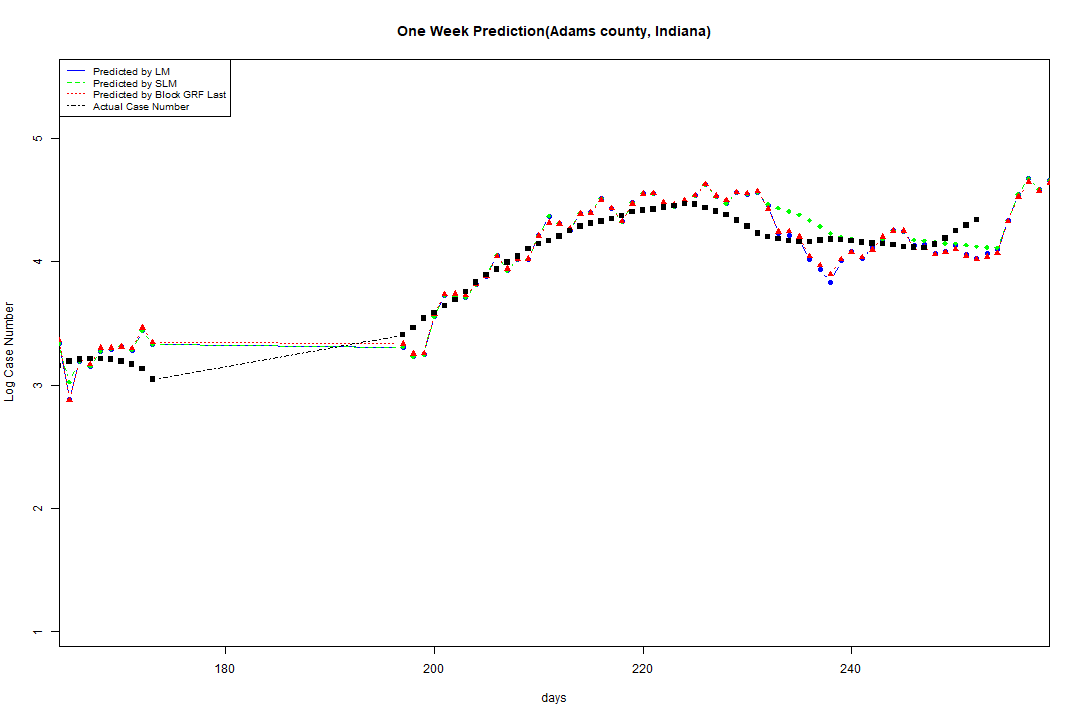 One Week Prediction(Adams county, Indiana)
Predicted by LM
Predicted by SLM
Predicted by Block GRF Last
Actual Case Number
5
4
3
2
1
Log Case Number
180
200
220
240
days